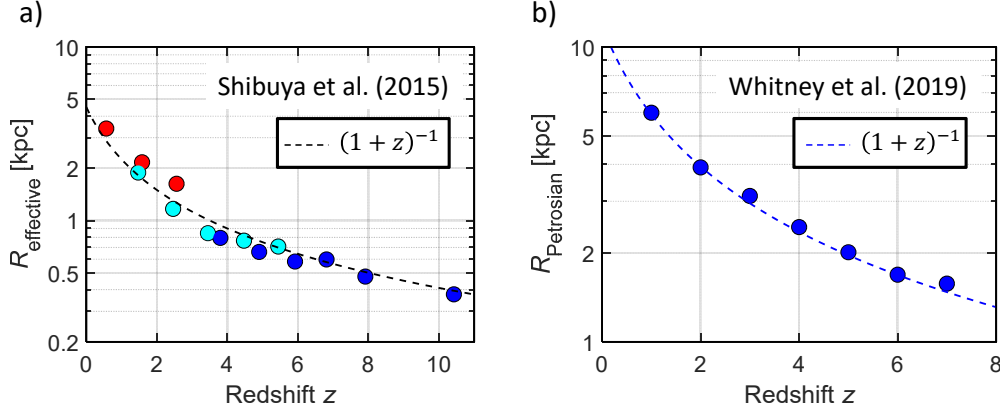 a)
Shibuya et al. (2015)
(1 + z)⁻¹
R_effective [kpc]
10
5
2
1
0.5
0.2
0 2 4 6 8 10
Redshift z
b)
Whitney et al. (2019)
(1 + z)⁻¹
R_Petrosian [kpc]
10
5
2
1
0 2 4 6 8
Redshift z